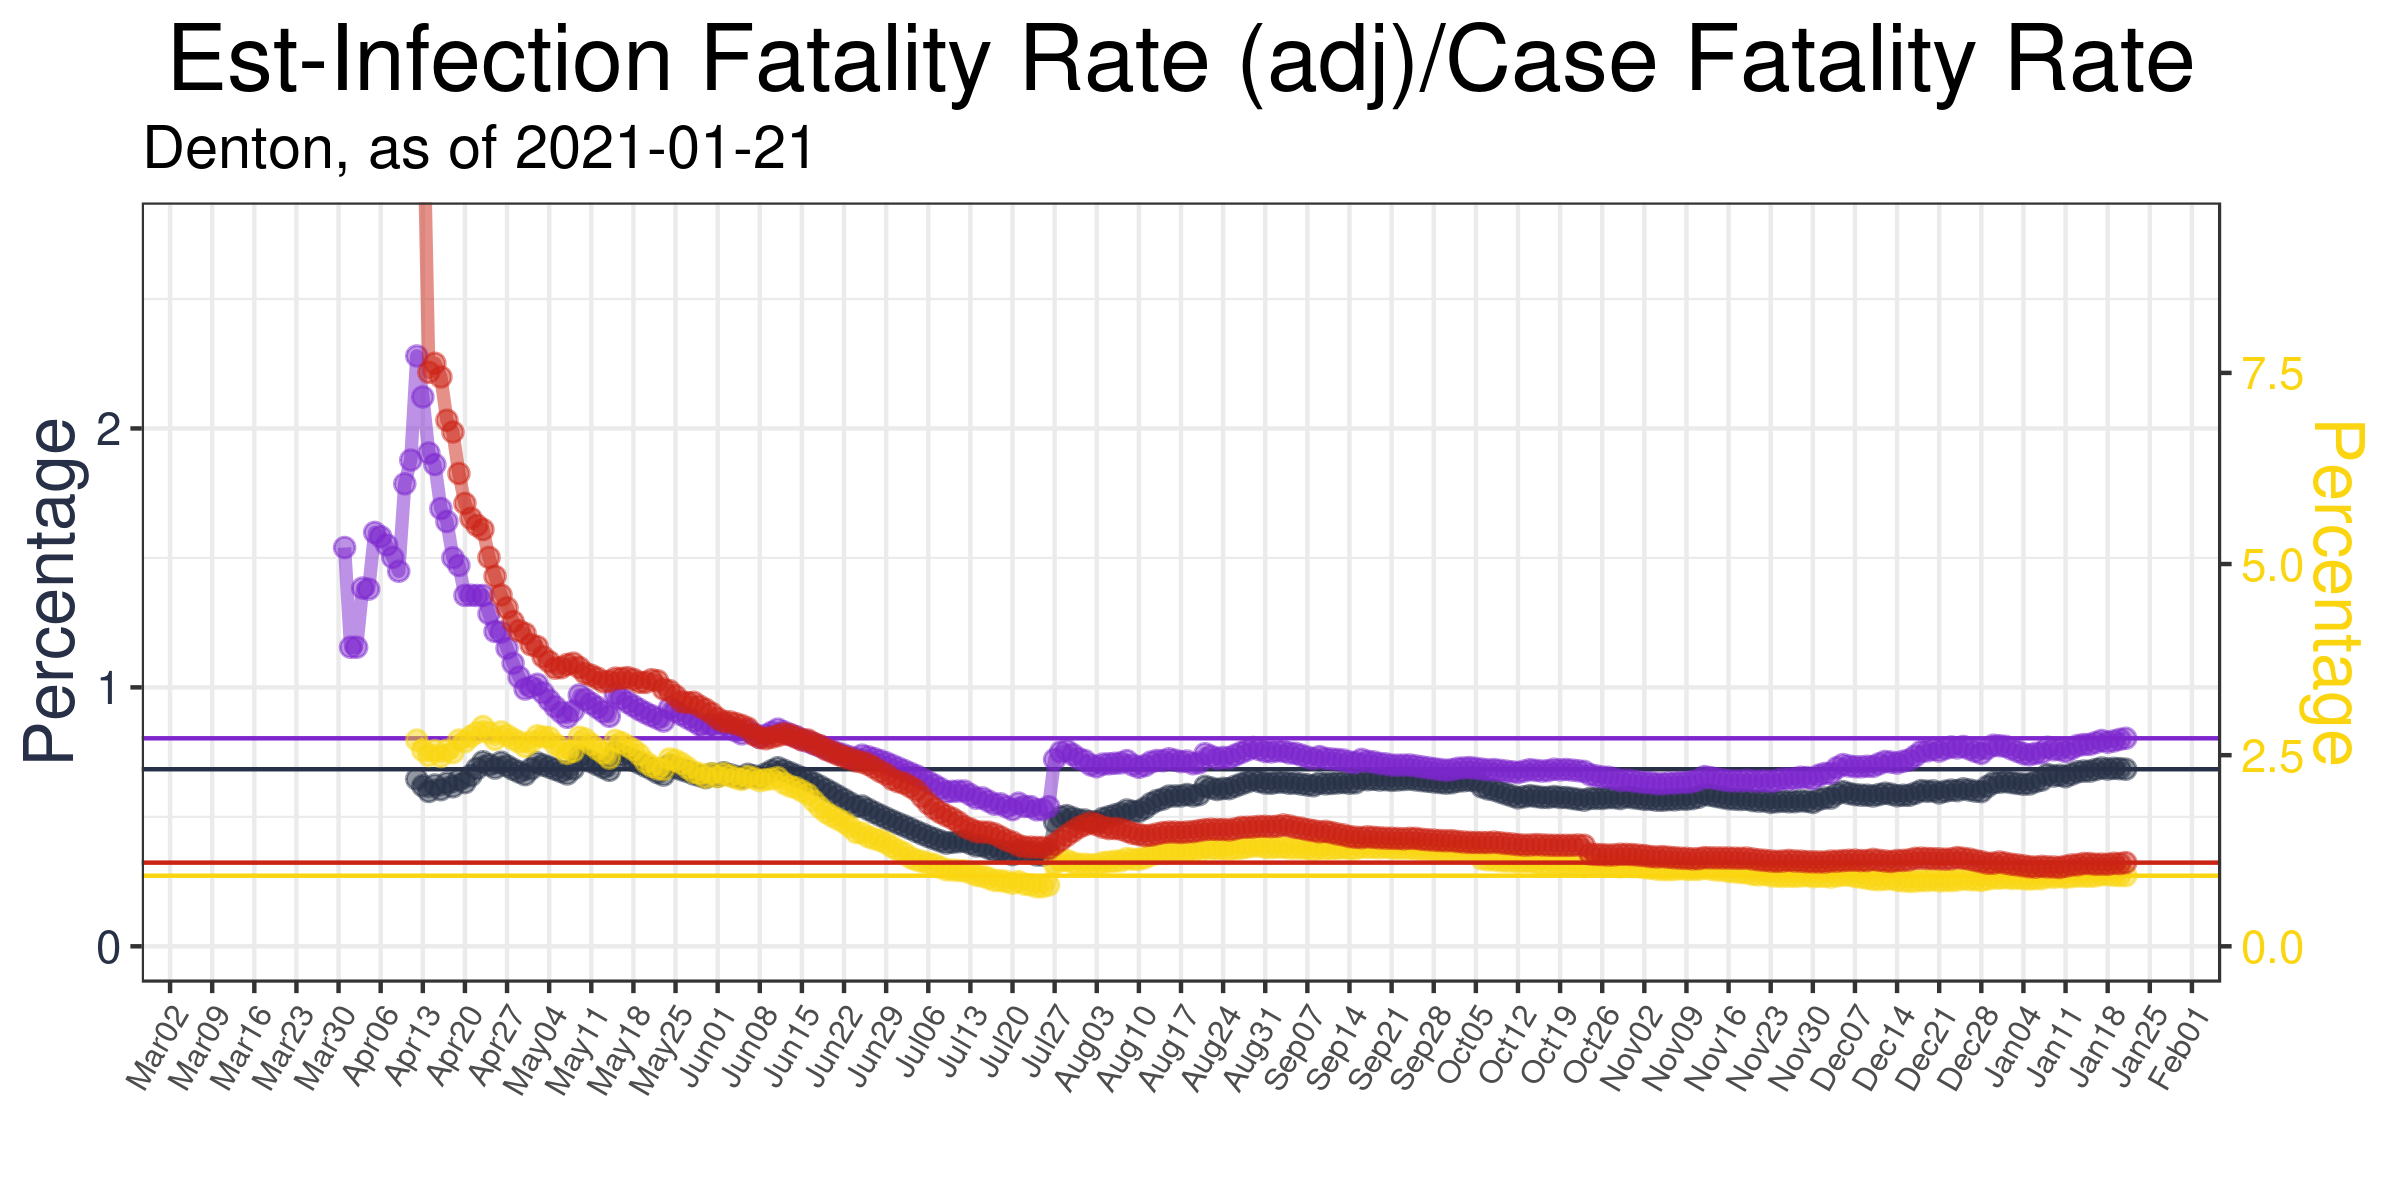 Est-Infection Fatality Rate (adj)/Case Fatality Rate
Denton, as of 2021-01-21
Percentage
2
1
0
7.5
5.0
2.5
0.0
Percentage
Mar02
Mar09
Mar16
Mar23
Mar30
Apr06
Apr13
Apr20
Apr27
May04
May11
May18
May25
Jun01
Jun08
Jun15
Jun22
Jun29
Jul06
Jul13
Jul20
Jul27
Aug03
Aug10
Aug17
Aug24
Aug31
Sep07
Sep14
Sep21
Sep28
Oct05
Oct12
Oct19
Oct26
Nov02
Nov09
Nov16
Nov23
Nov30
Dec07
Dec14
Dec21
Dec28
Jan04
Jan11
Jan18
Jan25
Feb01